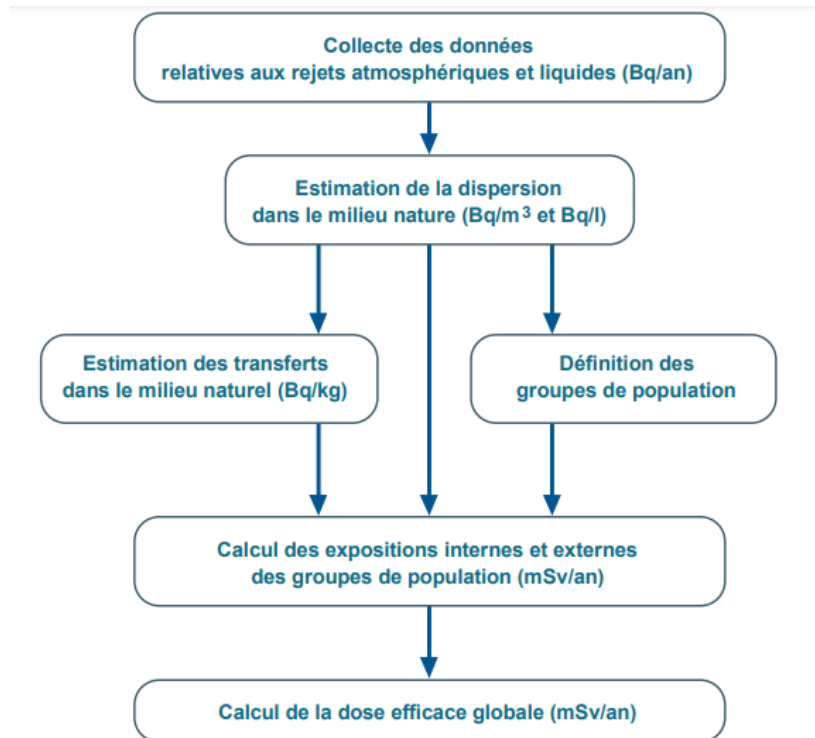 Collecte des données
relatives aux rejets atmosphériques et liquides (Bq/an)
Estimation de la dispersion
dans le milieu nature (Bq/m³ et Bq/l)
Estimation des transferts
dans le milieu naturel (Bq/kg)
Définition des
groupes de population
Calcul des expositions internes et externes
des groupes de population (mSv/an)
Calcul de la dose efficace globale (mSv/an)